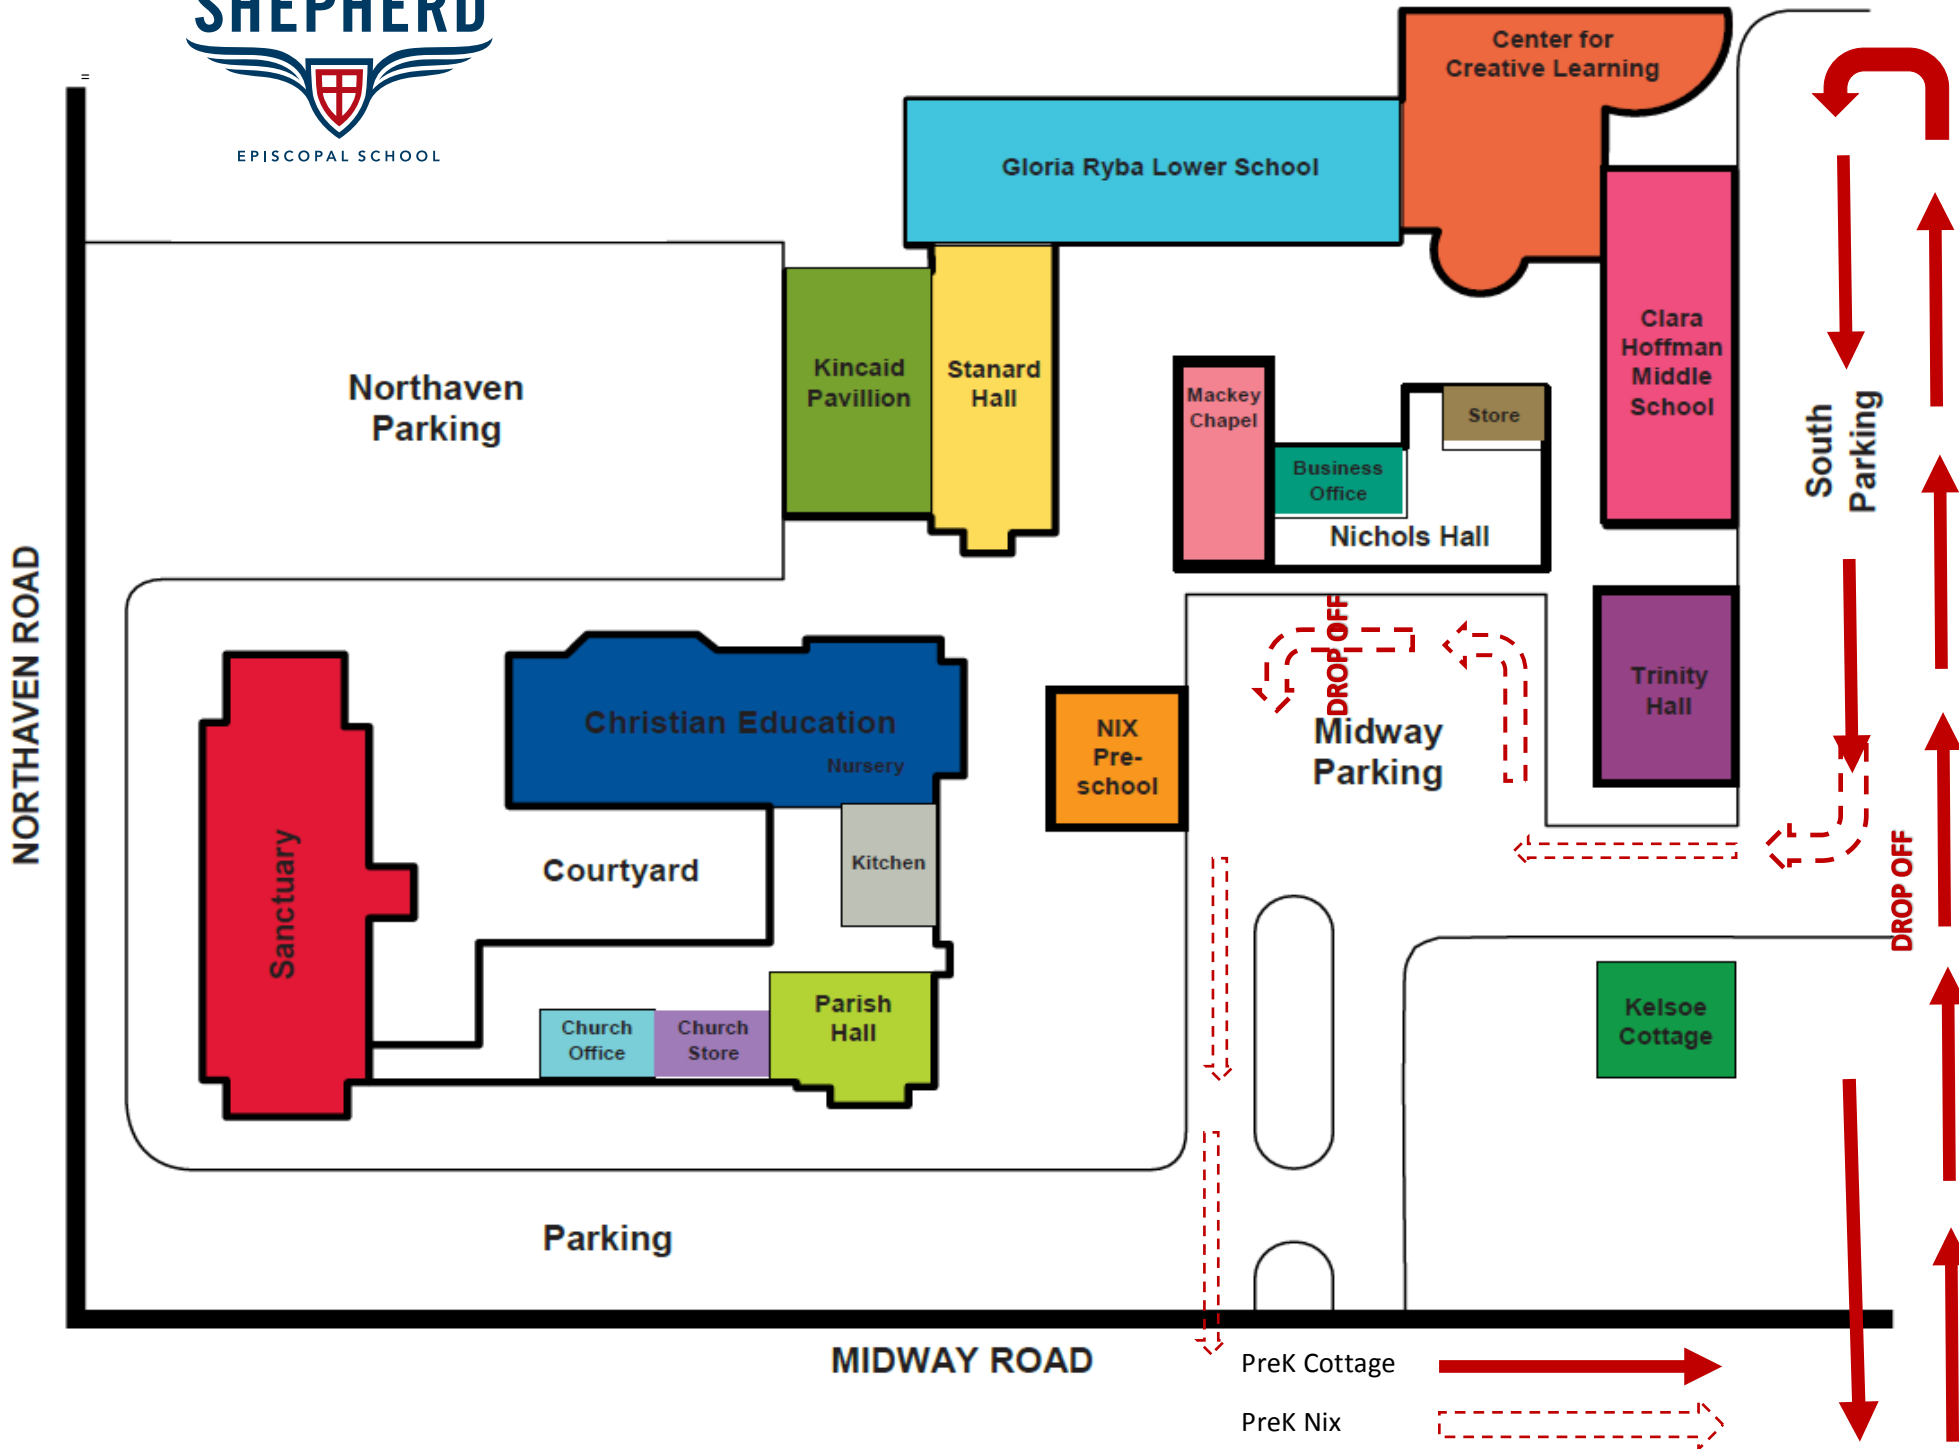 SHEPHERD
EPISCOPAL SCHOOL
=
Center for
Creative Learning
Gloria Ryba Lower School
Clara
Hoffman
Middle
School
Kincaid
Pavillion
Stanard
Hall
Northaven
Parking
Mackey
Chapel
Store
Business
Office
Nichols Hall
South
Parking
NORTHAVEN ROAD
DROP OFF
Trinity
Hall
Christian Education
Nursery
NIX
Pre-
school
Midway
Parking
Sanctuary
Courtyard
Kitchen
DROP OFF
Church
Office
Church
Store
Parish
Hall
Kelsoe
Cottage
Parking
MIDWAY ROAD
PreK Cottage
PreK Nix